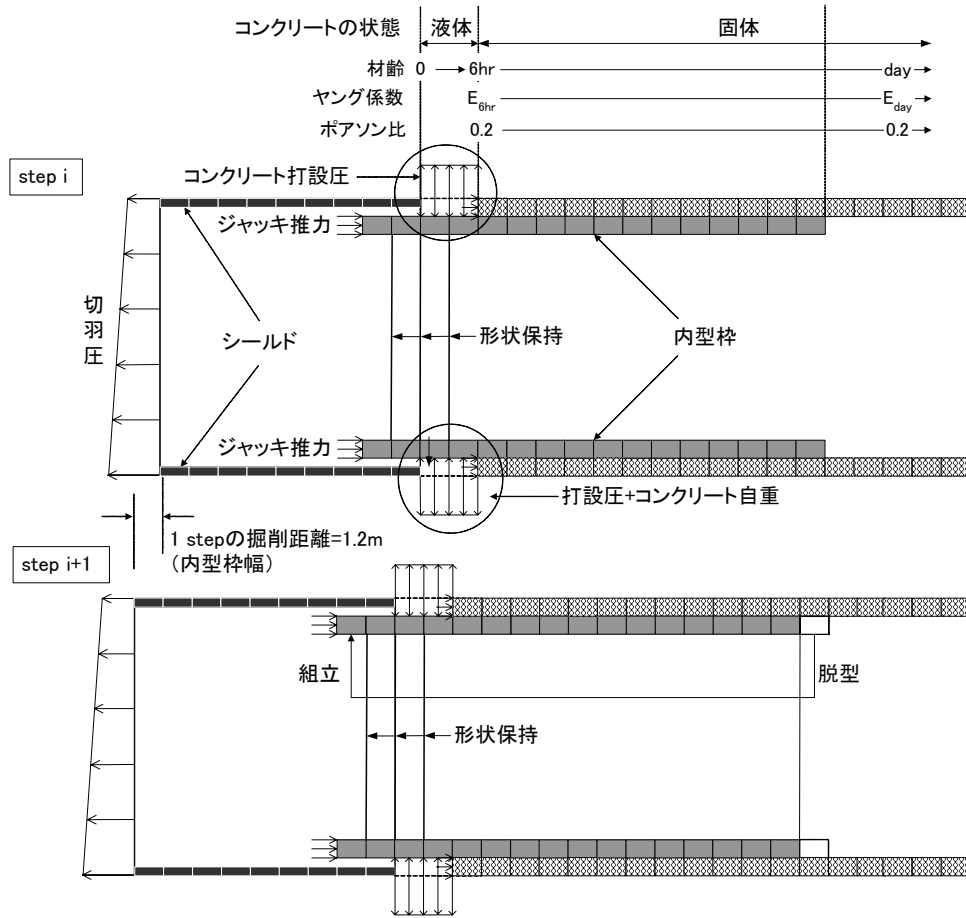 コンクリートの状態 液体 固体
材齢 0 6hr day
ヤング係数 E6hr Eday
ポアソン比 0.2 0.2
step i
コンクリート打設圧
ジャッキ推力
切羽圧
シールド
形状保持
内型枠
ジャッキ推力
打設圧+コンクリート自重
1 stepの掘削距離=1.2m
（内型枠幅）
step i+1
組立
脱型
形状保持